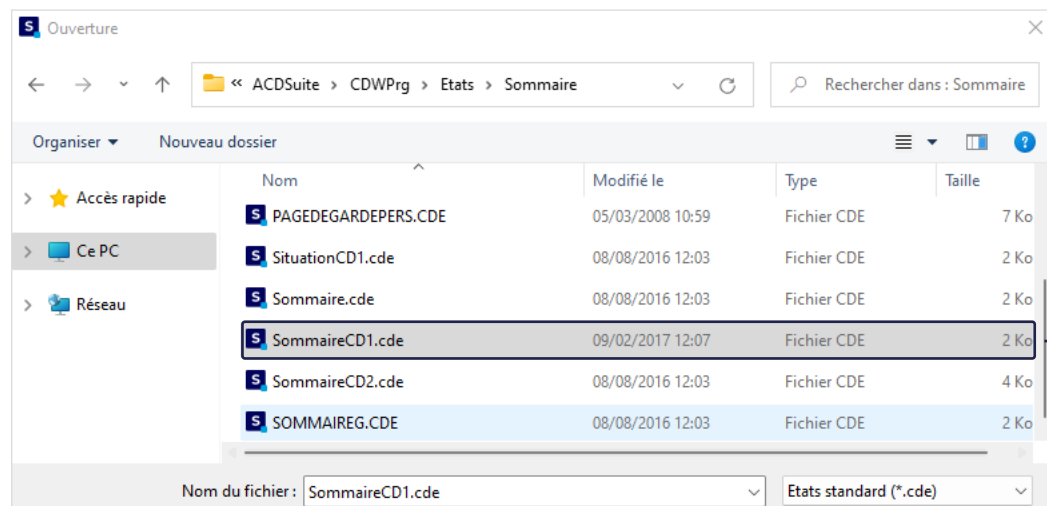 S Ouverture
« ACDSuite > CDWPrg > Etats > Sommaire Rechercher dans : Sommaire
Organiser Nouveau dossier ?
Nom Modifié le Type Taille
Accès rapide
Ce PC
Réseau
S PAGEDEGARDEPERS.CDE 05/03/2008 10:59 Fichier CDE 7 Ko
S SituationCD1.cde 08/08/2016 12:03 Fichier CDE 2 Ko
S Sommaire.cde 08/08/2016 12:03 Fichier CDE 2 Ko
S SommaireCD1.cde 09/02/2017 12:07 Fichier CDE 2 Ko
S SommaireCD2.cde 08/08/2016 12:03 Fichier CDE 4 Ko
S SOMMAIREG.CDE 08/08/2016 12:03 Fichier CDE 2 Ko
Nom du fichier : SommaireCD1.cde Etats standard (*.cde)